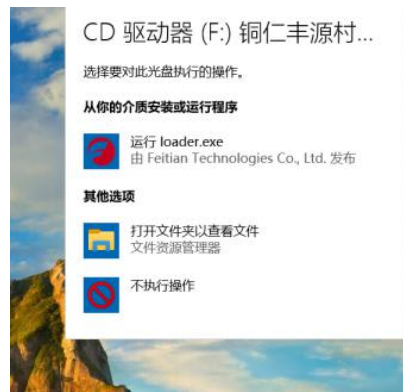 CD 驱动器 (F:) 铜仁丰源村...
选择要对此光盘执行的操作。
从你的介质安装或运行程序
运行 loader.exe
由 Feitian Technologies Co., Ltd. 发布
其他选项
打开文件夹以查看文件
文件资源管理器
不执行操作